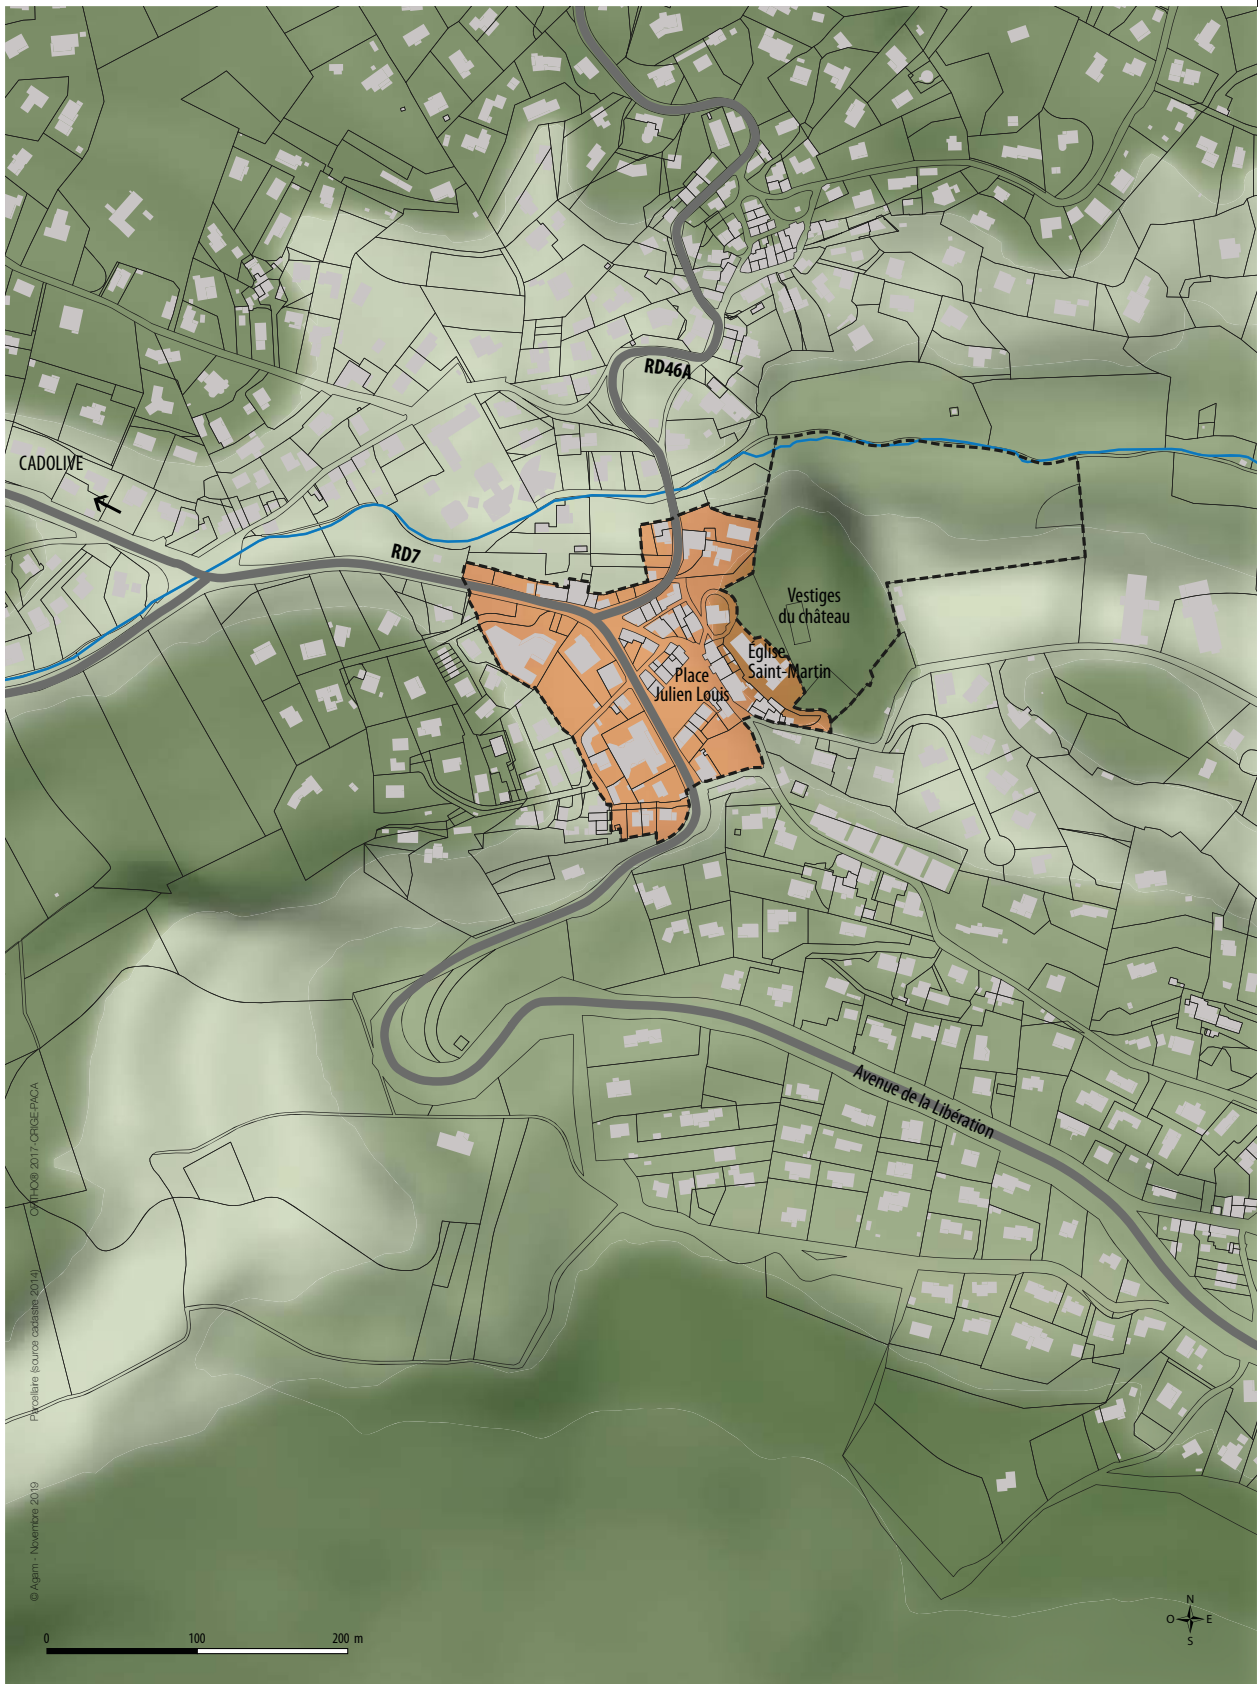 RD46A
CADOLIVE
RD7
Vestiges
du château
Église
Saint-Martin
Place
Julien Louis
Avenue de la Libération
ORTHO® 2017-CRIGE-PACA
Parcellaire (source cadastre 2014)
© Agam - Novembre 2019
0 100 200 m
N
O E
S